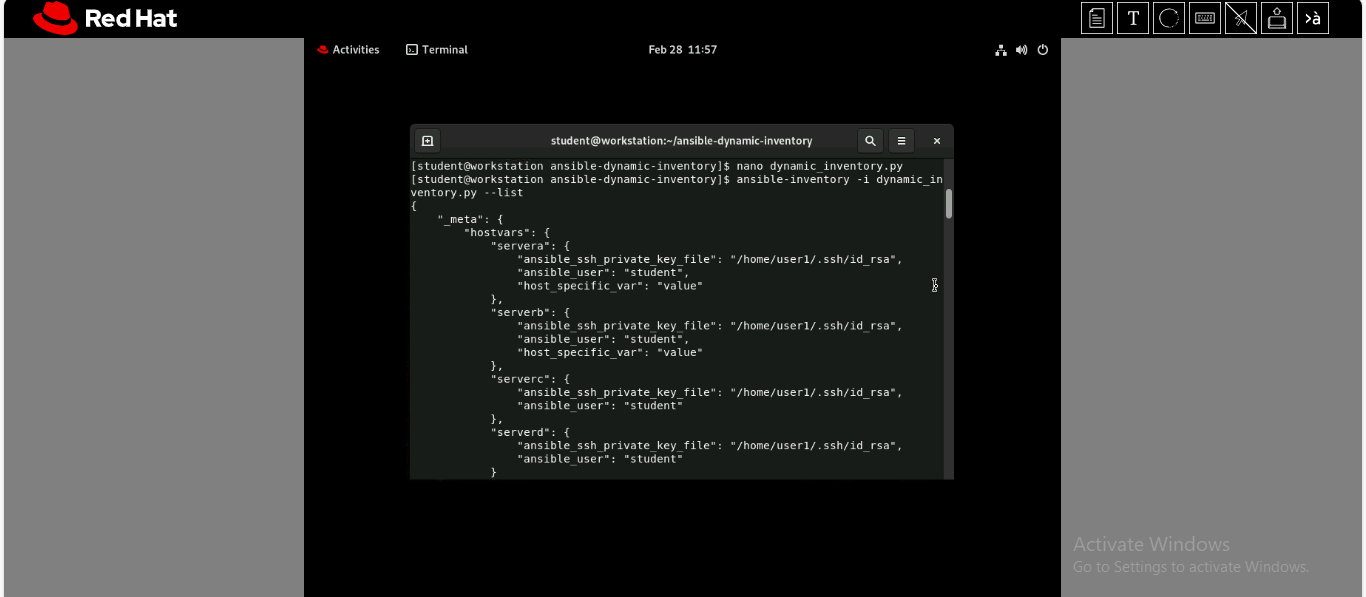 Red Hat
T
>à
Activities
Terminal
Feb 28 11:57
student@workstation:~/ansible-dynamic-inventory
[student@workstation ansible-dynamic-inventory]$ nano dynamic_inventory.py
[student@workstation ansible-dynamic-inventory]$ ansible-inventory -i dynamic_in
ventory.py --list
{
    "_meta": {
        "hostvars": {
            "servera": {
                "ansible_ssh_private_key_file": "/home/user1/.ssh/id_rsa",
                "ansible_user": "student",
                "host_specific_var": "value"
            },
            "serverb": {
                "ansible_ssh_private_key_file": "/home/user1/.ssh/id_rsa",
                "ansible_user": "student",
                "host_specific_var": "value"
            },
            "serverc": {
                "ansible_ssh_private_key_file": "/home/user1/.ssh/id_rsa",
                "ansible_user": "student"
            },
            "serverd": {
                "ansible_ssh_private_key_file": "/home/user1/.ssh/id_rsa",
                "ansible_user": "student"
            }
Activate Windows
Go to Settings to activate Windows.